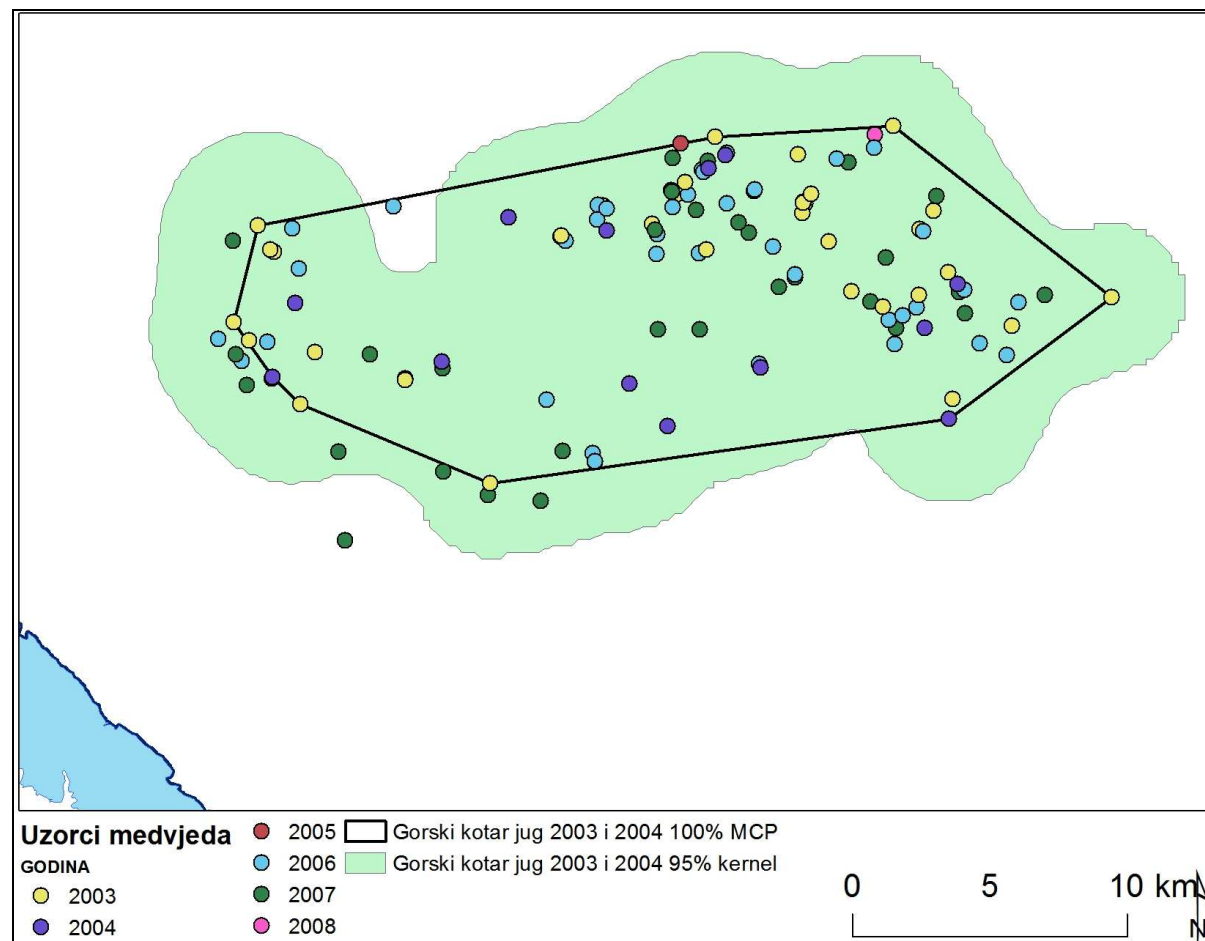 Uzorci medvjeda
GODINA
2003
2004
2005
2006
2007
2008
Gorski kotar jug 2003 i 2004 100% MCP
Gorski kotar jug 2003 i 2004 95% kernel
0 5 10 km
N